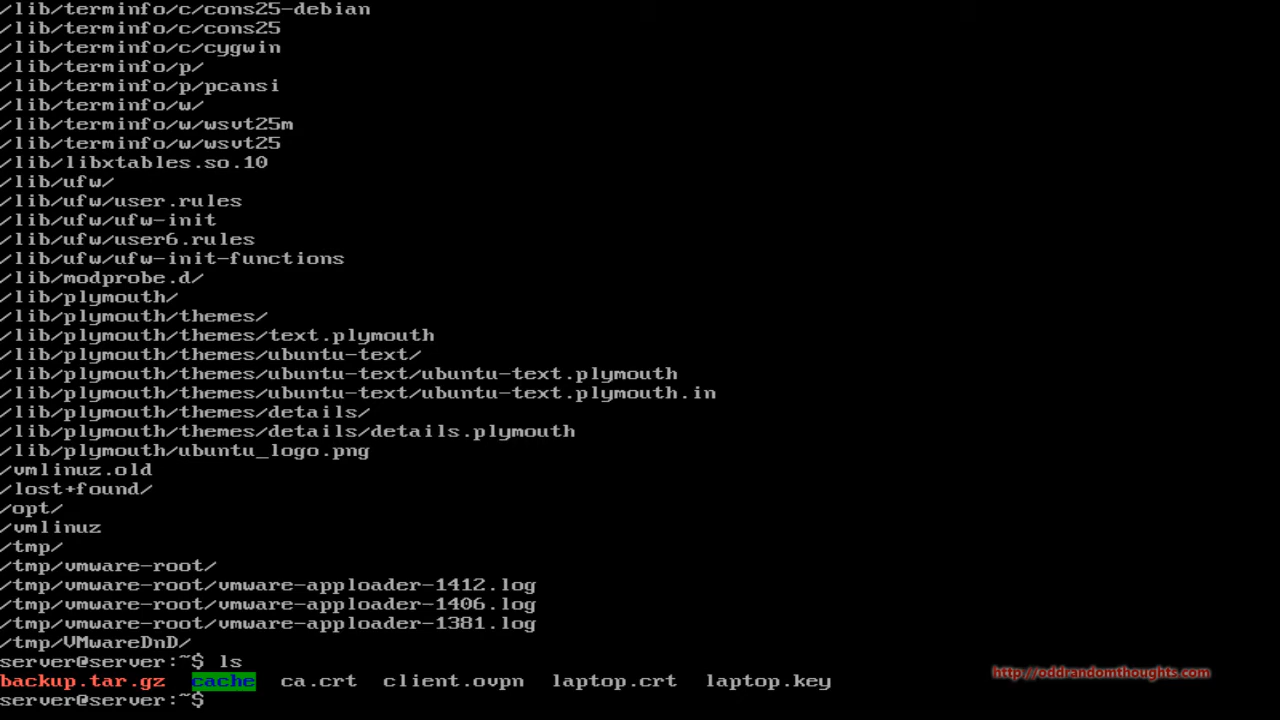 /lib/terminfo/c/cons25-debian
/lib/terminfo/c/cons25
/lib/terminfo/c/cygwin
/lib/terminfo/p/
/lib/terminfo/p/pcansi
/lib/terminfo/w/
/lib/terminfo/w/wsvt25m
/lib/terminfo/w/wsvt25
/lib/libxtables.so.10
/lib/ufw/
/lib/ufw/user.rules
/lib/ufw/ufw-init
/lib/ufw/user6.rules
/lib/ufw/ufw-init-functions
/lib/modprobe.d/
/lib/plymouth/
/lib/plymouth/themes/
/lib/plymouth/themes/text.plymouth
/lib/plymouth/themes/ubuntu-text/
/lib/plymouth/themes/ubuntu-text/ubuntu-text.plymouth
/lib/plymouth/themes/ubuntu-text/ubuntu-text.plymouth.in
/lib/plymouth/themes/details/
/lib/plymouth/themes/details/details.plymouth
/lib/plymouth/ubuntu_logo.png
/vmlinuz.old
/lost+found/
/opt/
/vmlinuz
/tmp/
/tmp/vmware-root/
/tmp/vmware-root/vmware-apploader-1412.log
/tmp/vmware-root/vmware-apploader-1406.log
/tmp/vmware-root/vmware-apploader-1381.log
/tmp/VMwareDnD/
server@server:~$ ls
backup.tar.gz  cache  ca.crt  client.ovpn  laptop.crt  laptop.key
server@server:~$
http://oddrandomthoughts.com